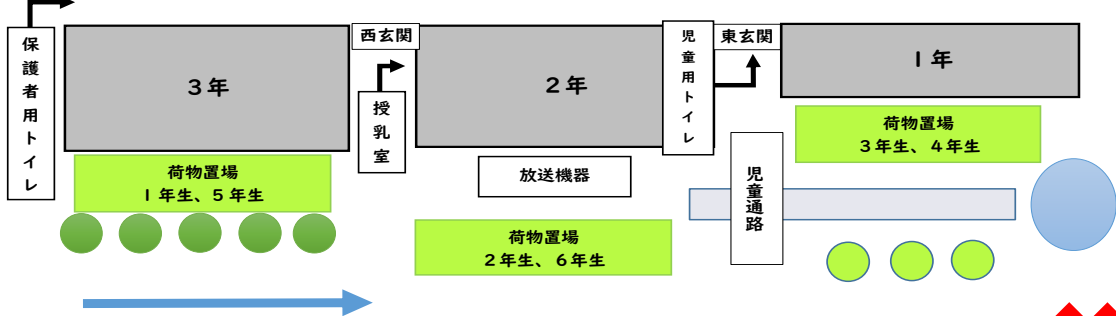 保護者用トイレ
3年
西玄関
授乳室
2年
児童用トイレ
東玄関
1年
荷物置場
1年生、5年生
放送機器
荷物置場
2年生、6年生
児童通路
荷物置場
3年生、4年生